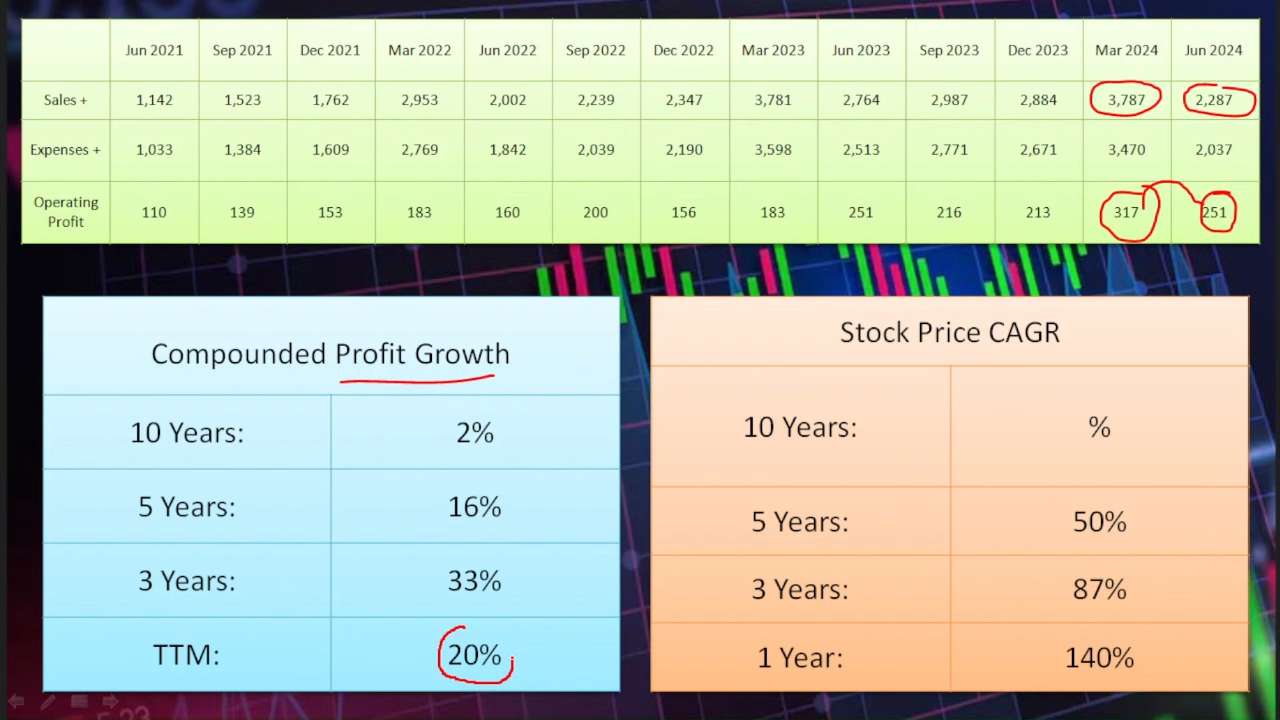 Jun 2021 Sep 2021 Dec 2021 Mar 2022 Jun 2022 Sep 2022 Dec 2022 Mar 2023 Jun 2023 Sep 2023 Dec 2023 Mar 2024 Jun 2024
Sales + 1,142 1,523 1,762 2,953 2,002 2,239 2,347 3,781 2,764 2,987 2,884 3,787 2,287
Expenses + 1,033 1,384 1,609 2,769 1,842 2,039 2,190 3,598 2,513 2,771 2,671 3,470 2,037
Operating
Profit 110 139 153 183 160 200 156 183 251 216 213 317 251
Compounded Profit Growth
10 Years: 2%
5 Years: 16%
3 Years: 33%
TTM: 20%
Stock Price CAGR
10 Years: %
5 Years: 50%
3 Years: 87%
1 Year: 140%